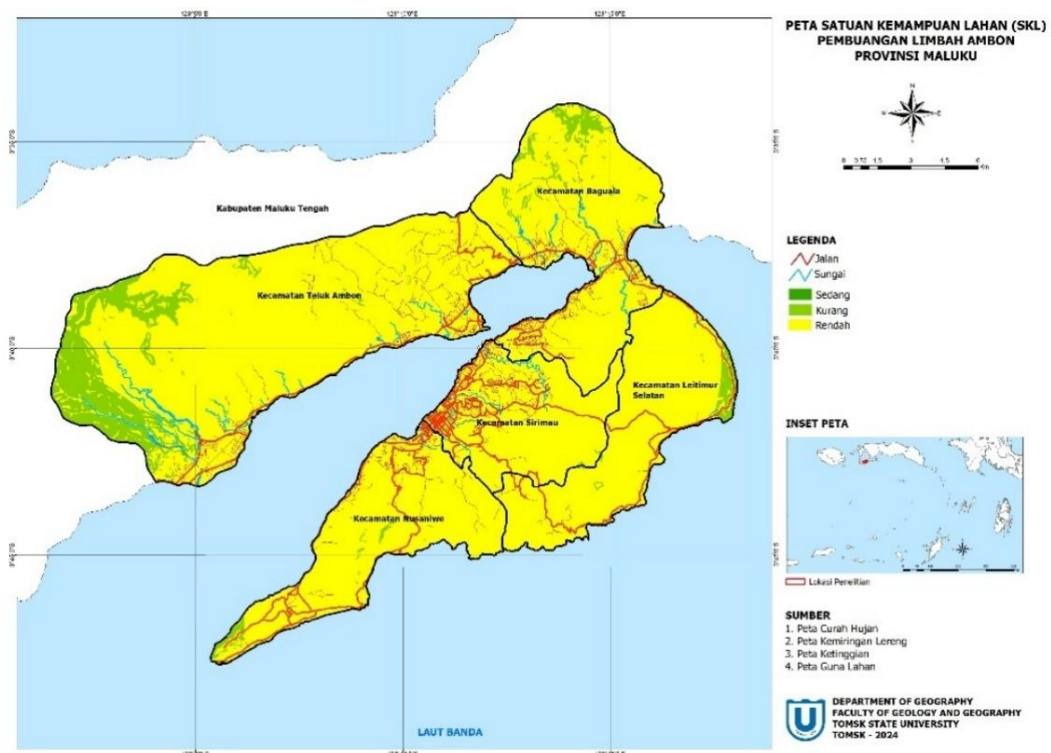 PETA SATUAN KEMAMPUAN LAHAN (SKL)
PEMBUANGAN LIMBAH AMBON
PROVINSI MALUKU
N
Km
LEGENDA
Jalan
Sungai
Sedang
Kurang
Rendah
INSET PETA
Lokasi Penelitian
SUMBER
1. Peta Curah Hujan
2. Peta Kemiringan Lereng
3. Peta Ketinggian
4. Peta Guna Lahan
DEPARTMENT OF GEOGRAPHY
FACULTY OF GEOLOGY AND GEOGRAPHY
TOMSK STATE UNIVERSITY
TOMSK - 2024
Kabupaten Maluku Tengah
Kecamatan Baguala
Kecamatan Teluk Ambon
Kecamatan Leitimur
Selatan
Kecamatan Sirimau
Kecamatan Nusaniwe
LAUT BANDA